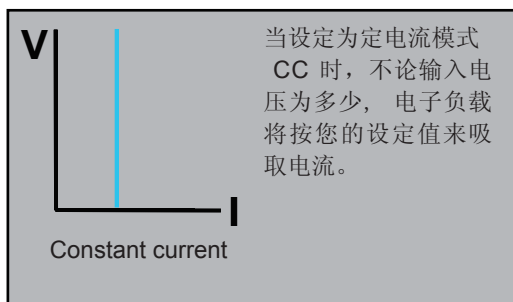 V
I
Constant current
当设定为定电流模式
CC 时，不论输入电
压为多少, 电子负载
将按您的设定值来吸
取电流。